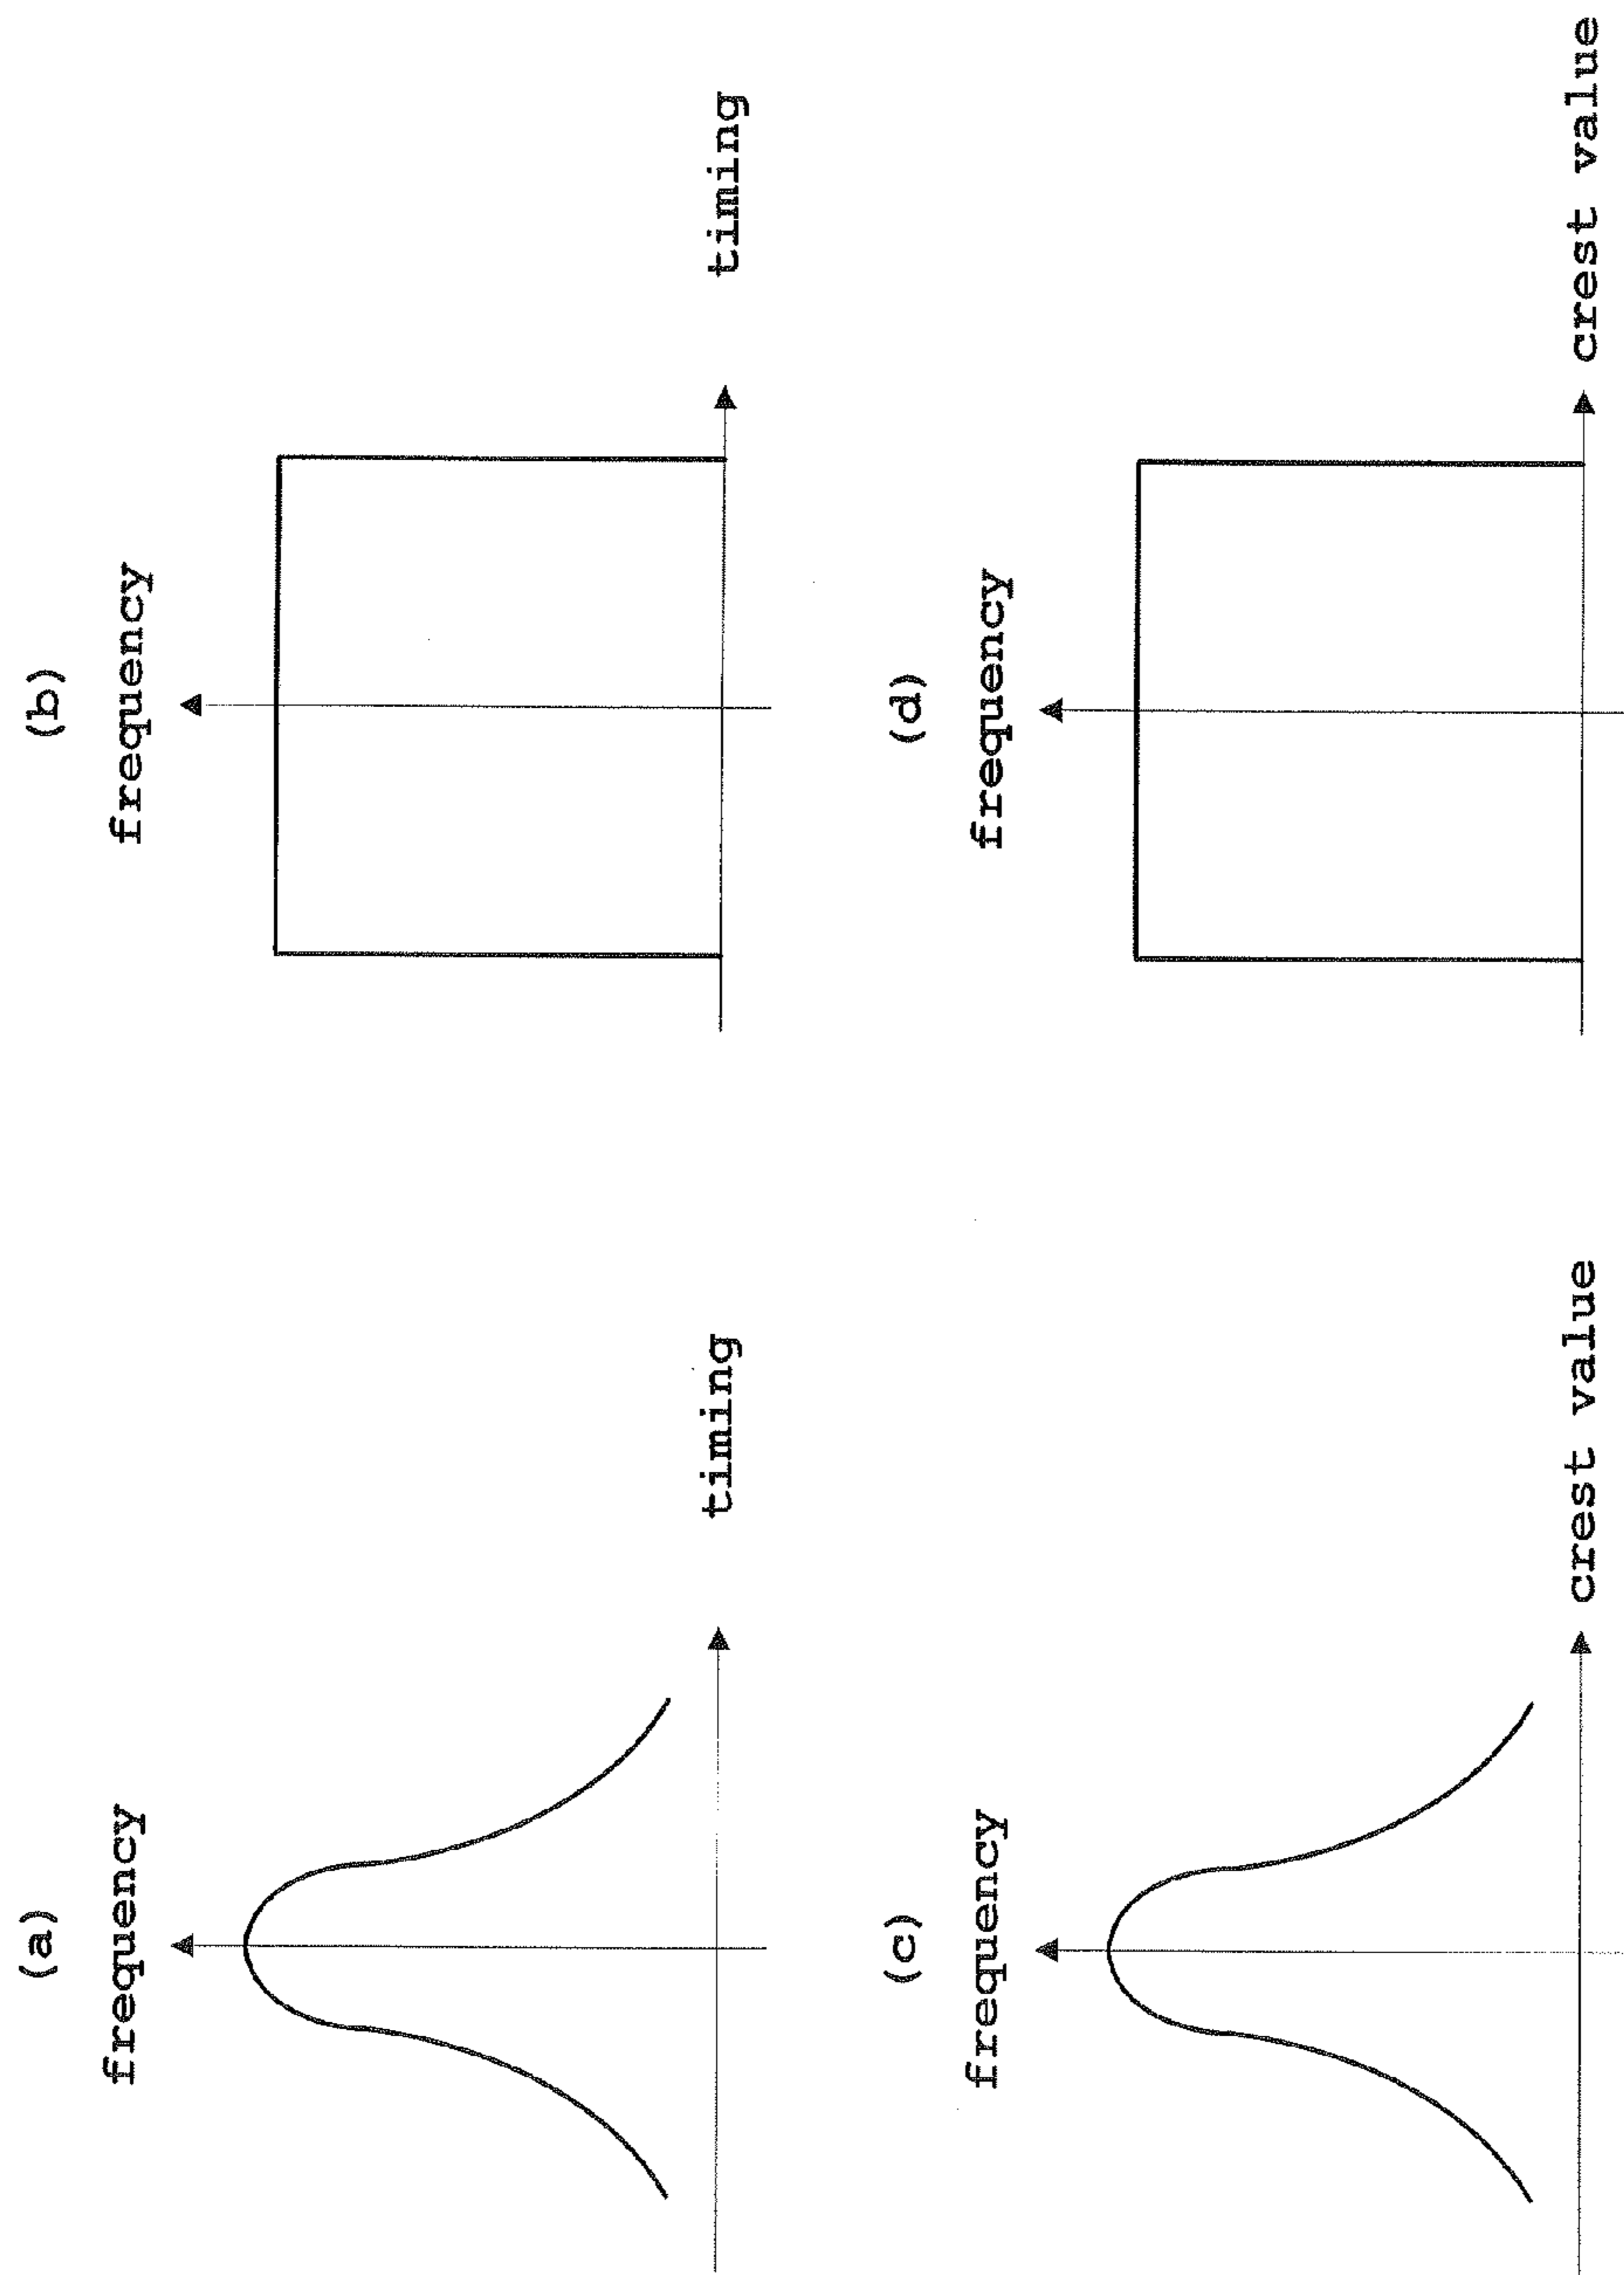 (a)
frequency
timing
(b)
frequency
timing
(c)
frequency
crest value
(d)
frequency
crest value